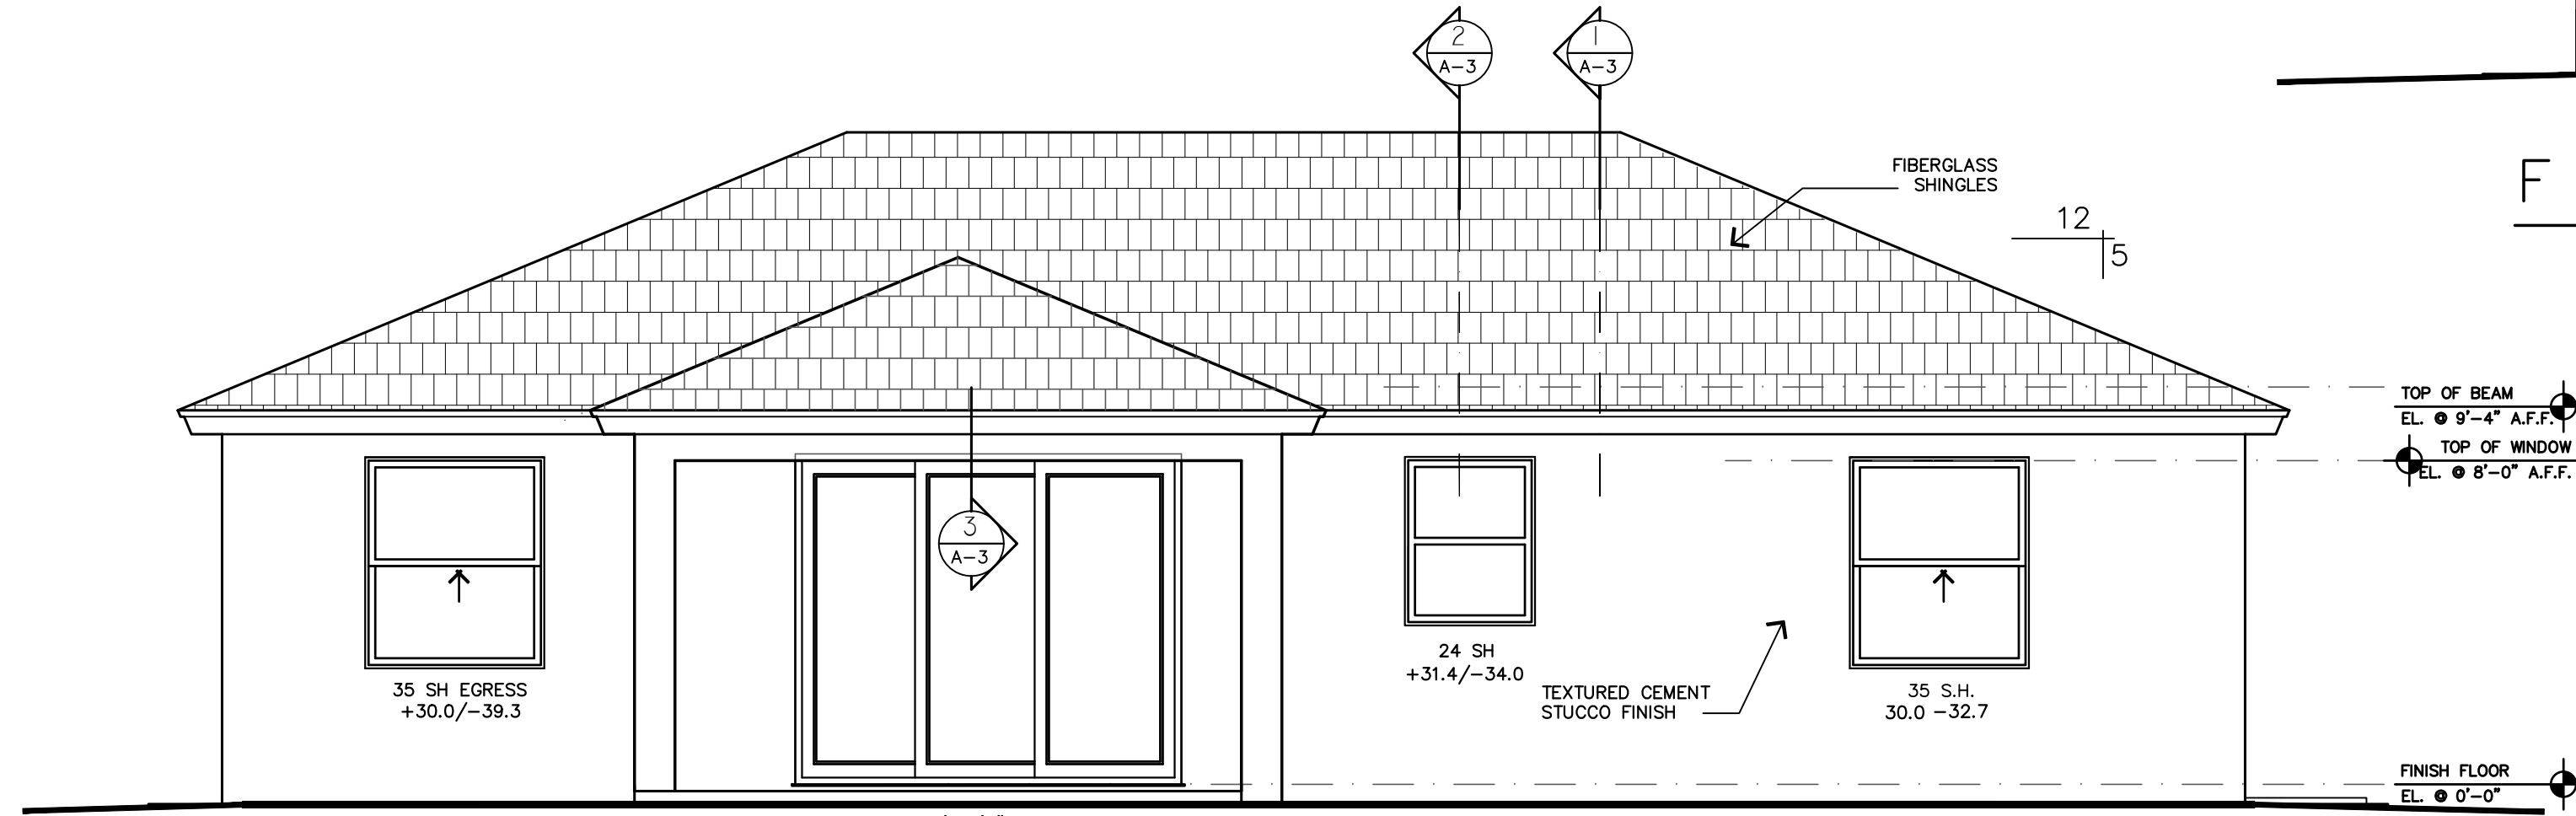 2
A-3
1
A-3
FIBERGLASS
SHINGLES
12
5
F
TOP OF BEAM
EL. @ 9'-4" A.F.F.
TOP OF WINDOW
EL. @ 8'-0" A.F.F.
3
A-3
24 SH
+31.4/-34.0
35 SH EGRESS
+30.0/-39.3
TEXTURED CEMENT
STUCCO FINISH
35 S.H.
30.0 -32.7
FINISH FLOOR
EL. @ 0'-0"